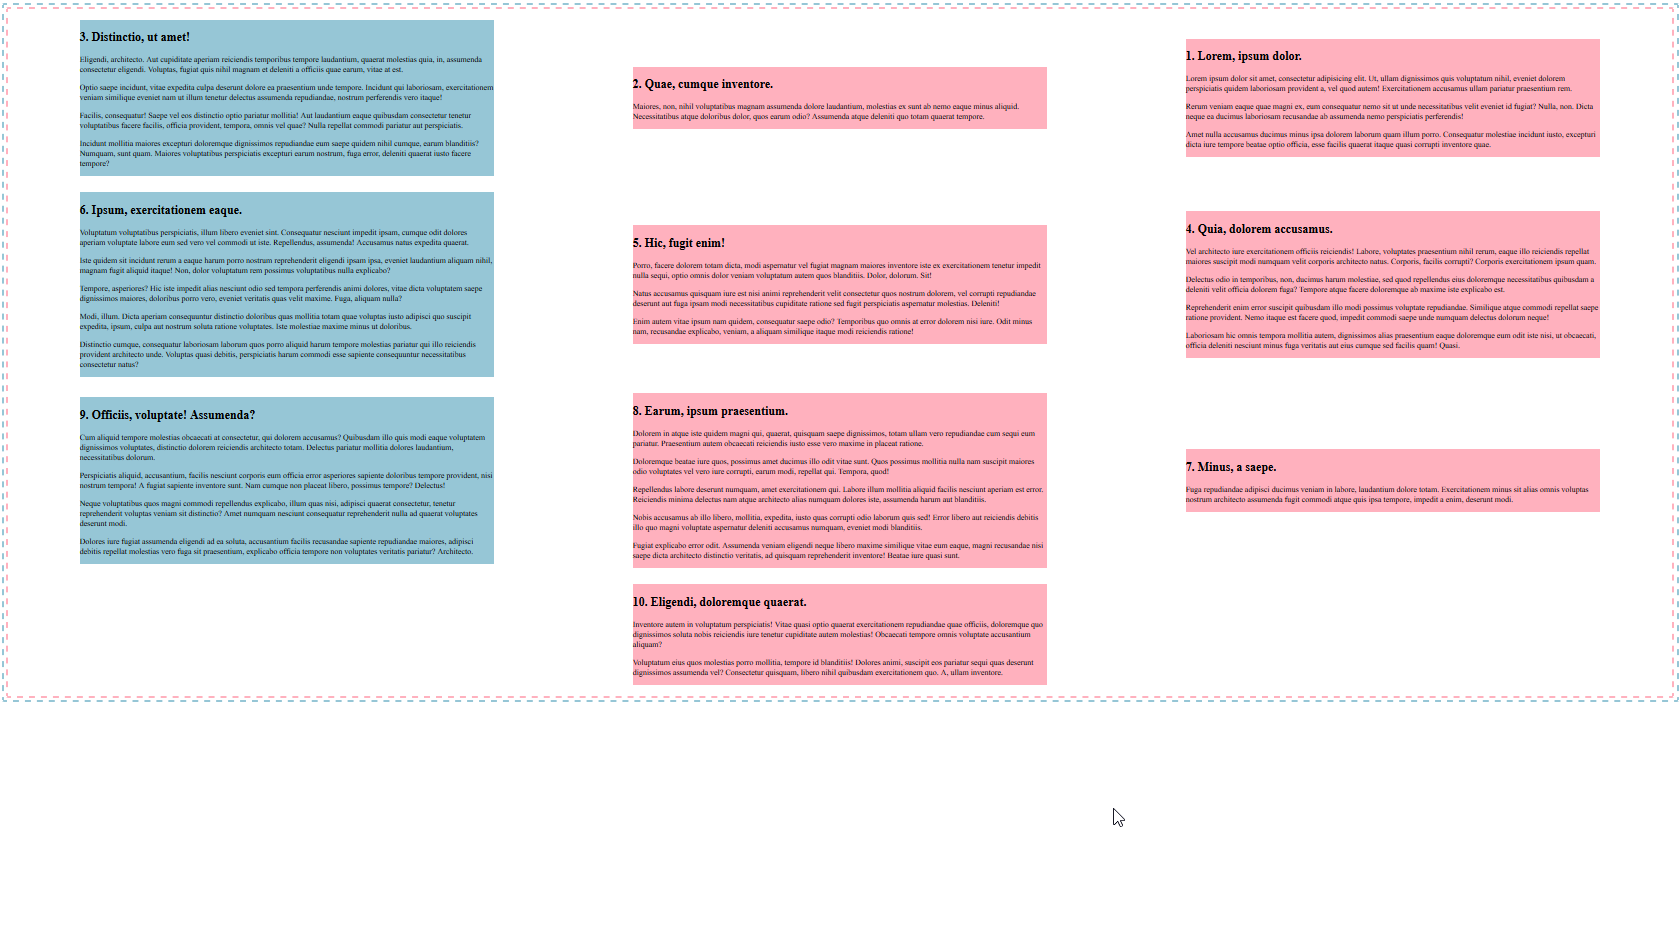 3. Distinctio, ut amet!
Eligendi, architecto. Aut cupiditate aperiam reiciendis temporibus tempore laudantium, quaerat molestias quia, in, assumenda
consectetur eligendi. Voluptas, fugiat quis nihil magnam et deleniti a officiis quae earum, vitae at est.
Optio saepe incidunt, vitae expedita culpa deserunt dolore ea praesentium unde tempore. Incidunt qui laboriosam, exercitationem
veniam similique eveniet nam ut illum tenetur delectus assumenda repudiandae, nostrum perferendis vero itaque!
Facilis, consequatur! Saepe vel eos distinctio optio pariatur mollitia! Aut laudantium eaque quibusdam consectetur tenetur
voluptatibus facere facilis, officia provident, tempora, omnis vel quae? Nulla repellat commodi pariatur aut perspiciatis.
Incidunt mollitia maiores excepturi doloremque dignissimos repudiandae eum saepe quidem nihil cumque, earum blanditiis?
Numquam, sunt quam. Maiores voluptatibus perspiciatis excepturi earum nostrum, fuga error, deleniti quaerat iusto facere
tempore?
2. Quae, cumque inventore.
Maiores, non, nihil voluptatibus magnam assumenda dolore laudantium, molestias ex sunt ab nemo eaque minus aliquid.
Necessitatibus atque doloribus dolor, quos earum odio? Assumenda atque deleniti quo totam quaerat tempore.
1. Lorem, ipsum dolor.
Lorem ipsum dolor sit amet, consectetur adipisicing elit. Ut, ullam dignissimos quis voluptatum nihil, eveniet dolorem
perspiciatis quidem laboriosam provident a, vel quod autem! Exercitationem accusamus ullam pariatur praesentium rem.
Rerum veniam eaque quae magni ex, eum consequatur nemo sit ut unde necessitatibus velit eveniet id fugiat? Nulla, non. Dicta
neque ea ducimus laboriosam recusandae ab assumenda nemo perspiciatis perferendis!
Amet nulla accusamus ducimus minus ipsa dolorem laborum quam illum porro. Consequatur molestiae incidunt iusto, excepturi
dicta iure tempore beatae optio officia, esse facilis quaerat itaque quasi corrupti inventore quae.
6. Ipsum, exercitationem eaque.
Voluptatum voluptatibus perspiciatis, illum libero eveniet sint. Consequatur nesciunt impedit ipsam, cumque odit dolores
aperiam voluptate labore eum sed vero vel commodi ut iste. Repellendus, assumenda! Accusamus natus expedita quaerat.
Iste quidem sit incidunt rerum a eaque harum porro nostrum reprehenderit eligendi ipsam ipsa, eveniet laudantium aliquam nihil,
magnam fugit aliquid itaque! Non, dolor voluptatum rem possimus voluptatibus nulla explicabo?
Tempore, asperiores? Hic iste impedit alias nesciunt odio sed tempora perferendis animi dolores, vitae dicta voluptatem saepe
dignissimos maiores, doloribus porro vero, eveniet veritatis quas velit maxime. Fuga, aliquam nulla?
Modi, illum. Dicta aperiam consequuntur distinctio doloribus quas mollitia totam quae voluptas iusto adipisci quo suscipit
expedita, ipsum, culpa aut nostrum soluta ratione voluptates. Iste molestiae maxime minus ut doloribus.
Distinctio cumque, consequatur laboriosam laborum quos porro aliquid harum tempore molestias pariatur qui illo reiciendis
provident architecto unde. Voluptas quasi debitis, perspiciatis harum commodi esse sapiente consequuntur necessitatibus
consectetur natus?
5. Hic, fugit enim!
Porro, facere dolorem totam dicta, modi aspernatur vel fugiat magnam maiores inventore iste ex exercitationem tenetur impedit
nulla sequi, optio omnis dolor veniam voluptatum autem quos blanditiis. Dolor, dolorum. Sit!
Natus accusamus quisquam iure est nisi animi reprehenderit velit consectetur quos nostrum dolorem, vel corrupti repudiandae
deserunt aut fuga ipsum modi necessitatibus cupiditate ratione sed fugit perspiciatis aspernatur molestias. Deleniti!
Enim autem vitae ipsum nam quidem, consequatur saepe odio? Temporibus quo omnis at error dolorem nisi iure. Odit minus
nam, recusandae explicabo, veniam, a aliquam similique itaque modi reiciendis ratione!
4. Quia, dolorem accusamus.
Vel architecto iure exercitationem officiis reiciendis! Labore, voluptates praesentium nihil rerum, eaque illo reiciendis repellat
maiores suscipit modi numquam velit corporis architecto natus. Corporis, facilis corrupti? Corporis exercitationem ipsum quam.
Delectus odio in temporibus, non, ducimus harum molestiae, sed quod repellendus eius doloremque necessitatibus quibusdam a
deleniti velit officia dolorem fuga? Tempore atque facere doloremque ab maxime iste explicabo est.
Reprehenderit enim error suscipit quibusdam illo modi possimus voluptate repudiandae. Similique atque commodi repellat saepe
ratione provident. Nemo itaque est facere quod, impedit commodi saepe unde numquam delectus dolorum neque!
Laboriosam hic omnis tempora mollitia autem, dignissimos alias praesentium eaque doloremque eum odit iste nisi, ut obcaecati,
officia deleniti nesciunt minus fuga veritatis aut eius cumque sed facilis quam! Quasi.
9. Officiis, voluptate! Assumenda?
Cum aliquid tempore molestias obcaecati at consectetur, qui dolorem accusamus? Quibusdam illo quis modi eaque voluptatem
dignissimos voluptates, distinctio dolorem reiciendis architecto totam. Delectus pariatur mollitia dolores laudantium,
necessitatibus dolorum.
Perspiciatis aliquid, accusantium, facilis nesciunt corporis eum officia error asperiores sapiente doloribus tempore provident, nisi
nostrum tempora! A fugiat sapiente inventore sunt. Nam cumque non placeat libero, possimus tempore? Delectus!
Neque voluptatibus quos magni commodi repellendus explicabo, illum quas nisi, adipisci quaerat consectetur, tenetur
reprehenderit voluptas veniam sit distinctio? Amet numquam nesciunt consequatur reprehenderit nulla ad quaerat voluptates
deserunt modi.
Dolores iure fugiat assumenda eligendi ad ea soluta, accusantium facilis recusandae sapiente repudiandae maiores, adipisci
debitis repellat molestias vero fuga sit praesentium, explicabo officia tempore non voluptates veritatis pariatur? Architecto.
8. Earum, ipsum praesentium.
Dolorem in atque iste quidem magni qui, quaerat, quisquam saepe dignissimos, totam ullam vero repudiandae cum sequi eum
pariatur. Praesentium autem obcaecati reiciendis iusto esse vero maxime in placeat ratione.
Doloremque beatae iure quos, possimus amet ducimus illo odit vitae sunt. Quos possimus mollitia nulla nam suscipit maiores
odio voluptates vel vero iure corrupti, earum modi, repellat qui. Tempora, quod!
Repellendus labore deserunt numquam, amet exercitationem qui. Labore illum mollitia aliquid facilis nesciunt aperiam est error.
Reiciendis minima delectus nam atque architecto alias numquam dolores iste, assumenda harum aut blanditiis.
Nobis accusamus ab illo libero, mollitia, expedita, iusto quas corrupti odio laborum quis sed! Error libero aut reiciendis debitis
illo quo magni voluptate aspernatur deleniti accusamus numquam, eveniet modi blanditiis.
Fugiat explicabo error odit. Assumenda veniam eligendi neque libero maxime similique vitae eum eaque, magni recusandae nisi
saepe dicta architecto distinctio veritatis, ad quisquam reprehenderit inventore! Beatae iure quasi sunt.
7. Minus, a saepe.
Fuga repudiandae adipisci ducimus veniam in labore, laudantium dolore totam. Exercitationem minus sit alias omnis voluptas
nostrum architecto assumenda fugit commodi atque quis ipsa tempore, impedit a enim, deserunt modi.
10. Eligendi, doloremque quaerat.
Inventore autem in voluptatum perspiciatis! Vitae quasi optio quaerat exercitationem repudiandae quae officiis, doloremque quo
dignissimos soluta nobis reiciendis iure tenetur cupiditate autem molestias! Obcaecati tempore omnis voluptate accusantium
aliquam?
Voluptatum eius quos molestias porro mollitia, tempore id blanditiis! Dolores animi, suscipit eos pariatur sequi quas deserunt
dignissimos assumenda vel? Consectetur quisquam, libero nihil quibusdam exercitationem quo. A, ullam inventore.